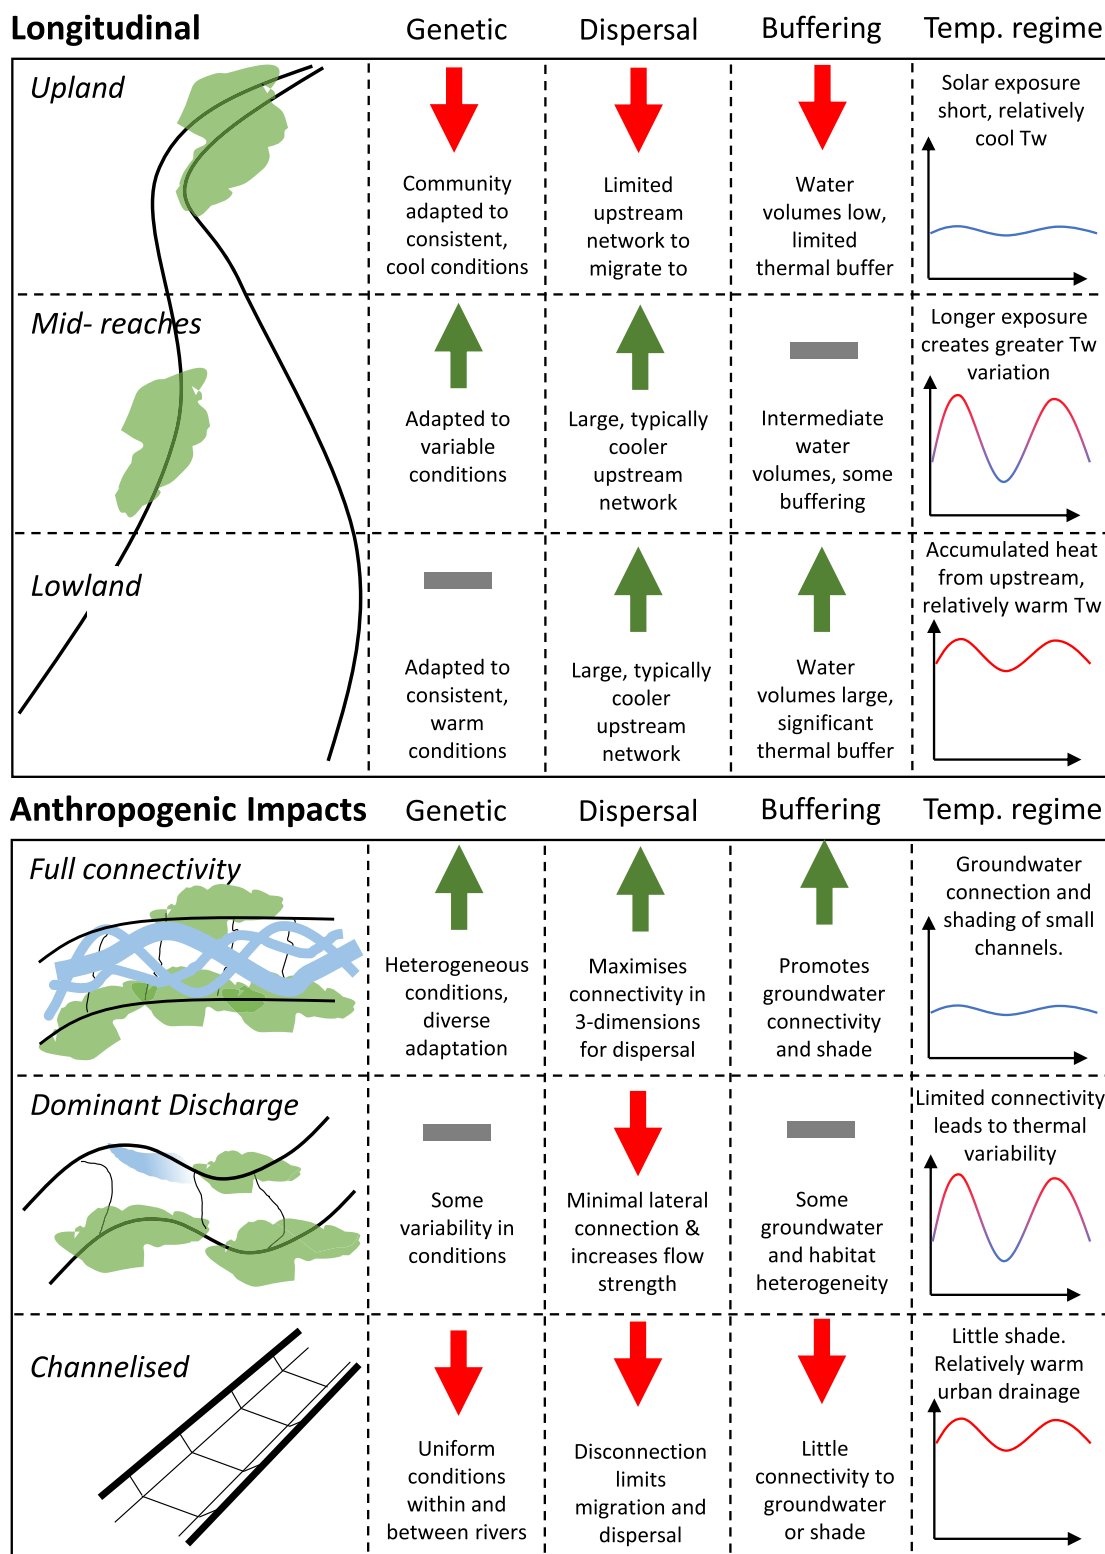 Longitudinal
Genetic
Dispersal
Buffering
Temp. regime
Upland
Community
adapted to
consistent,
cool conditions
Limited
upstream
network to
migrate to
Water
volumes low,
limited
thermal buffer
Solar exposure
short, relatively
cool Tw
Mid- reaches
Adapted to
variable
conditions
Large, typically
cooler
upstream
network
Intermediate
water
volumes, some
buffering
Longer exposure
creates greater Tw
variation
Lowland
Adapted to
consistent,
warm
conditions
Large, typically
cooler
upstream
network
Water
volumes large,
significant
thermal buffer
Accumulated heat
from upstream,
relatively warm Tw
Anthropogenic Impacts
Genetic
Dispersal
Buffering
Temp. regime
Full connectivity
Heterogeneous
conditions,
diverse
adaptation
Maximises
connectivity in
3-dimensions
for dispersal
Promotes
groundwater
connectivity
and shade
Groundwater
connection and
shading of small
channels.
Dominant Discharge
Some
variability in
conditions
Minimal lateral
connection &
increases flow
strength
Some
groundwater
and habitat
heterogeneity
Limited connectivity
leads to thermal
variability
Channelised
Uniform
conditions
within and
between rivers
Disconnection
limits
migration and
dispersal
Little
connectivity to
groundwater
or shade
Little shade.
Relatively warm
urban drainage